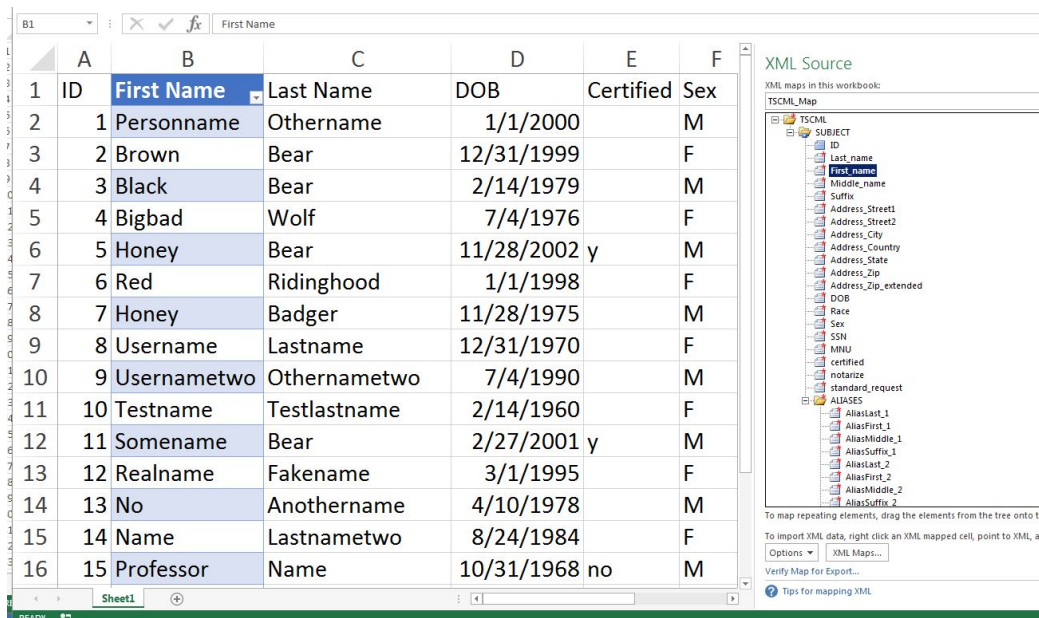 B1 fx First Name
A B C D E F
1 ID First Name Last Name DOB Certified Sex
2 1 Personname Othername 1/1/2000 M
3 2 Brown Bear 12/31/1999 F
4 3 Black Bear 2/14/1979 M
5 4 Bigbad Wolf 7/4/1976 F
6 5 Honey Bear 11/28/2002 y M
7 6 Red Ridinghood 1/1/1998 F
8 7 Honey Badger 11/28/1975 M
9 8 Username Lastname 12/31/1970 F
10 9 Usernametwo Othernametwo 7/4/1990 M
11 10 Testname Testlastname 2/14/1960 F
12 11 Somename Bear 2/27/2001 y M
13 12 Realname Fakename 3/1/1995 F
14 13 No Anothername 4/10/1978 M
15 14 Name Lastnametwo 8/24/1984 F
16 15 Professor Name 10/31/1968 no M
Sheet1
READY
XML Source
XML maps in this workbook:
TSCML_Map
TSCML
SUBJECT
ID
Last_name
First_name
Middle_name
Suffix
Address_Street1
Address_Street2
Address_City
Address_Country
Address_State
Address_Zip
Address_Zip_extended
DOB
Race
Sex
SSN
MNU
certified
notarize
standard_request
ALIASES
AliasLast_1
AliasFirst_1
AliasMiddle_1
AliasSuffix_1
AliasLast_2
AliasFirst_2
AliasMiddle_2
AliasSuffix_2
To map repeating elements, drag the elements from the tree onto t
To import XML data, right click an XML mapped cell, point to XML, a
Options XML Maps...
Verify Map for Export...
Tips for mapping XML